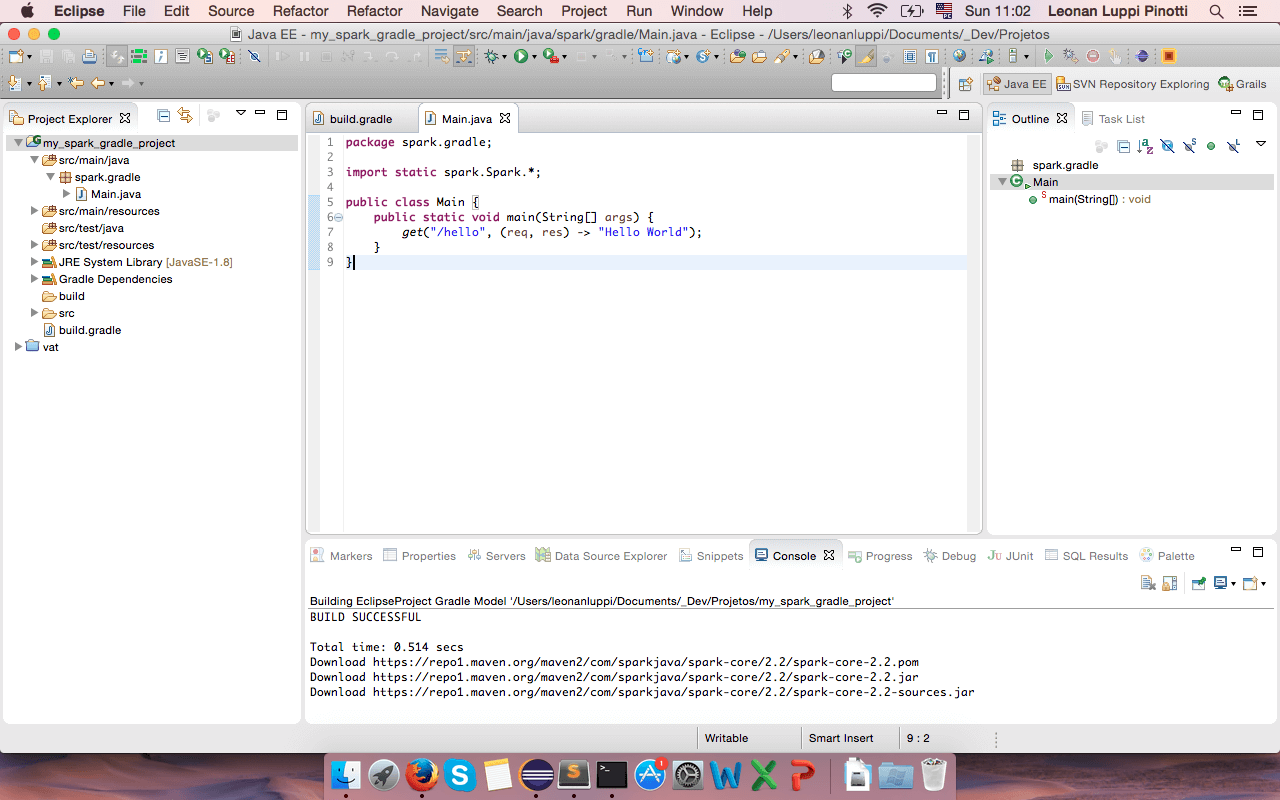 Eclipse File Edit Source Refactor Refactor Navigate Search Project Run Window Help Sun 11:02 Leonan Luppi Pinotti
Java EE - my_spark_gradle_project/src/main/java/spark/gradle/Main.java - Eclipse - /Users/leonanluppi/Documents/_Dev/Projetos
Java EE SVN Repository Exploring Grails
Project Explorer
my_spark_gradle_project
src/main/java
spark.gradle
Main.java
src/main/resources
src/test/java
src/test/resources
JRE System Library [JavaSE-1.8]
Gradle Dependencies
build
src
build.gradle
vat
build.gradle Main.java
1 package spark.gradle;
2
3 import static spark.Spark.*;
4
5 public class Main {
6 public static void main(String[] args) {
7 get("/hello", (req, res) -> "Hello World");
8 }
9 }
Outline Task List
spark.gradle
Main
main(String[]) : void
Markers Properties Servers Data Source Explorer Snippets Console Progress Debug JUnit SQL Results Palette
Building EclipseProject Gradle Model '/Users/leonanluppi/Documents/_Dev/Projetos/my_spark_gradle_project'
BUILD SUCCESSFUL
Total time: 0.514 secs
Download https://repo1.maven.org/maven2/com/sparkjava/spark-core/2.2/spark-core-2.2.pom
Download https://repo1.maven.org/maven2/com/sparkjava/spark-core/2.2/spark-core-2.2.jar
Download https://repo1.maven.org/maven2/com/sparkjava/spark-core/2.2/spark-core-2.2-sources.jar
Writable Smart Insert 9 : 2
1